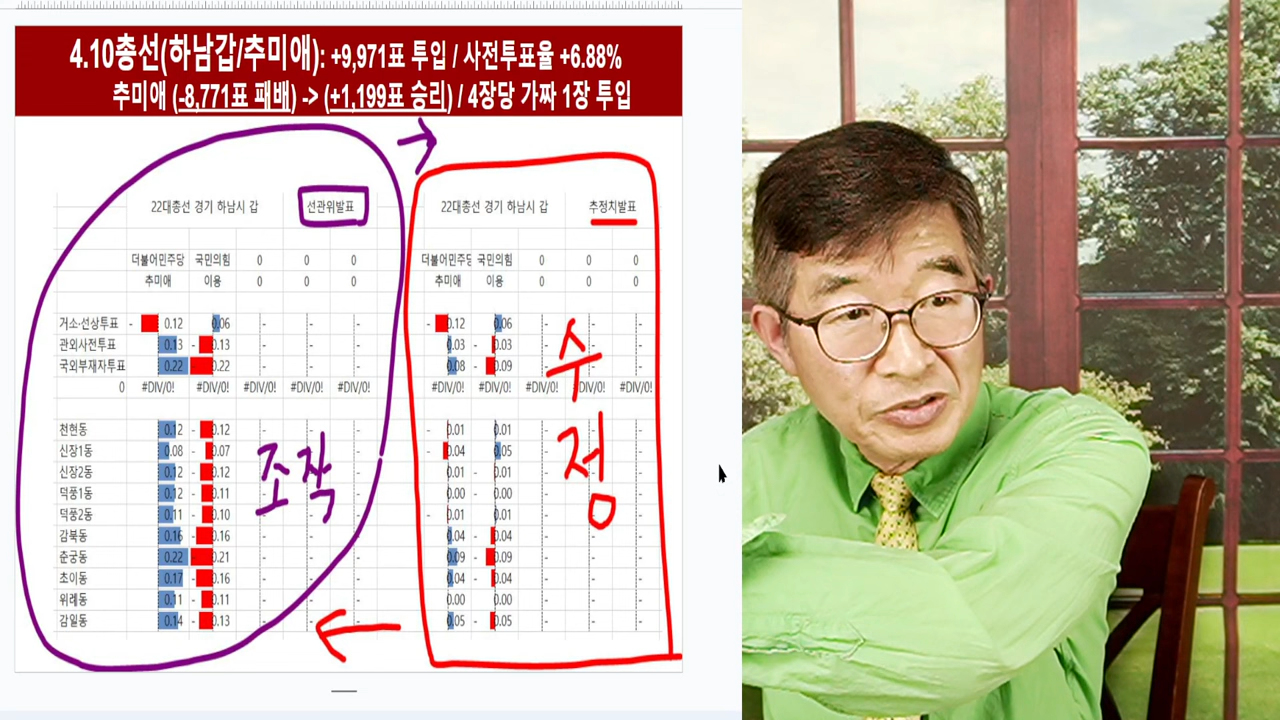 4.10총선(하남갑/추미애): +9,971표 투입 / 사전투표율 +6.88%
추미애 (-8,771표 패배) -> (+1,199표 승리) / 4장당 가짜 1장 투입
22대총선 경기 하남시 갑 선관위발표 22대총선 경기 하남시 갑 추정치발표
더불어민주당 국민의힘 0 0 0 더불어민주당 국민의힘 0 0 0
추미애 이용 0 0 0 추미애 이용 0 0 0
거소·선상투표 - 0.12 0.06 - - - - 0.12 0.06 - - -
관외사전투표 0.13 - 0.13 - - - 0.03 - 0.03 - - -
국외부재자투표 0.22 - 0.22 - - - 0.08 - 0.09 - - -
0 #DIV/0! #DIV/0! #DIV/0! #DIV/0! #DIV/0! #DIV/0! #DIV/0! #DIV/0! #DIV/0! #DIV/0!
천현동 0.12 - 0.12 - - - - 0.01 0.01 - - -
신장1동 0.08 - 0.07 - - - - 0.04 0.05 - - -
신장2동 0.12 - 0.12 - - - 0.01 - 0.01 - - -
덕풍1동 0.12 - 0.11 - - - 0.00 0.00 - - -
덕풍2동 0.11 - 0.10 - - - - 0.01 0.01 - - -
감북동 0.16 - 0.16 - - - 0.04 - 0.04 - - -
춘궁동 0.22 - 0.21 - - - 0.09 - 0.09 - - -
초이동 0.17 - 0.16 - - - 0.04 - 0.04 - - -
위례동 0.11 - 0.11 - - - 0.00 0.00 - - -
감일동 0.14 - 0.13 - - - 0.05 - 0.05 - - -
조작
수정